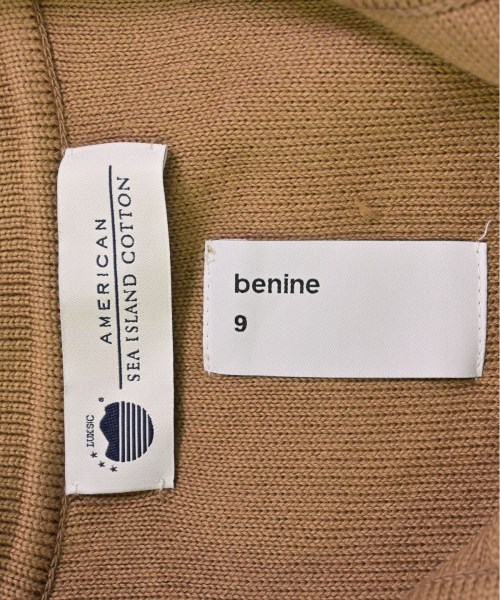 AMERICAN
SEA ISLAND COTTON
LUXSIC
benine
9